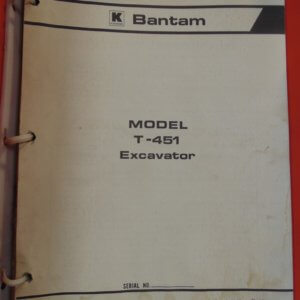 K Bantam
MODEL
T-451
Excavator
SERIAL NO